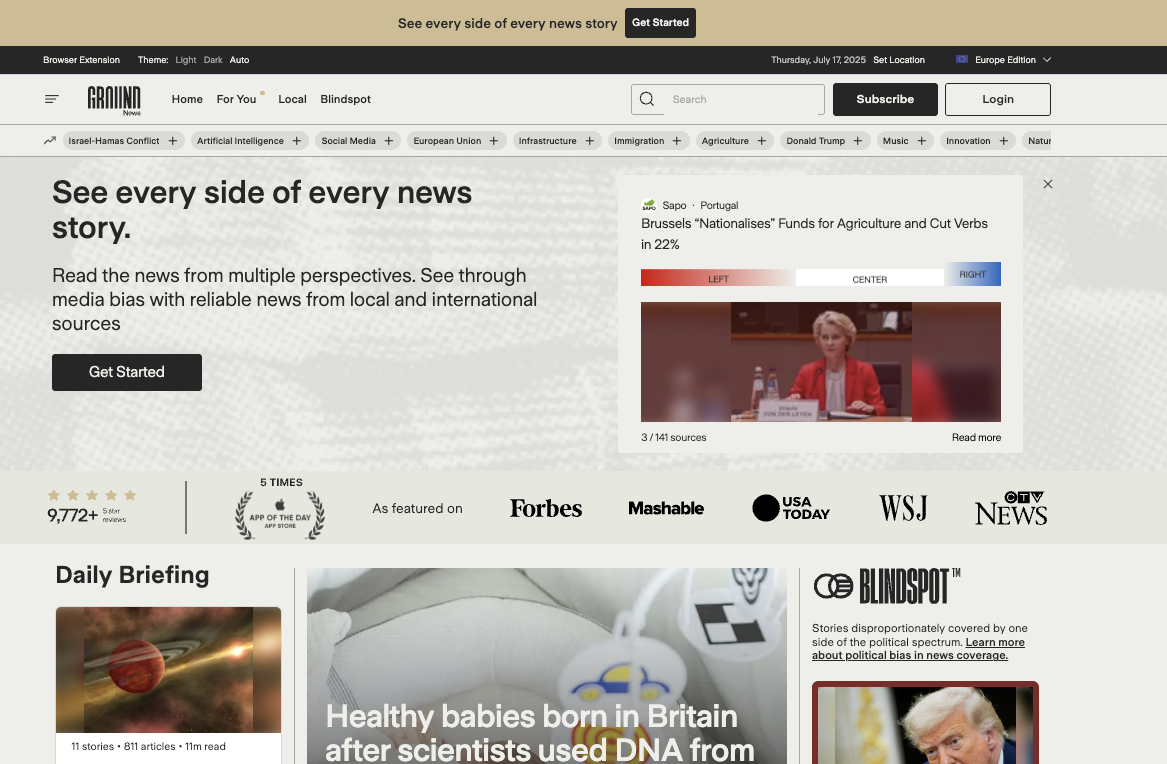 See every side of every news story Get Started
Browser Extension Theme: Light Dark Auto Thursday, July 17, 2025 Set Location Europe Edition
GROUND News Home For You Local Blindspot Search Subscribe Login
Israel-Hamas Conflict + Artificial Intelligence + Social Media + European Union + Infrastructure + Immigration + Agriculture + Donald Trump + Music + Innovation + Natur
See every side of every news
story.
Read the news from multiple perspectives. See through
media bias with reliable news from local and international
sources
Get Started
SAPO Sapo · Portugal
Brussels “Nationalises” Funds for Agriculture and Cut Verbs
in 22%
LEFT CENTER RIGHT
VON DER LEYEN
3 / 141 sources Read more
9,772+ 5 star
reviews
5 TIMES
APP OF THE DAY
APP STORE
As featured on
Forbes
Mashable
USA
TODAY
WSJ
CTV
NEWS
Daily Briefing
11 stories • 811 articles • 11m read
Healthy babies born in Britain
after scientists used DNA from
BLINDSPOT™
Stories disproportionately covered by one
side of the political spectrum. Learn more
about political bias in news coverage.